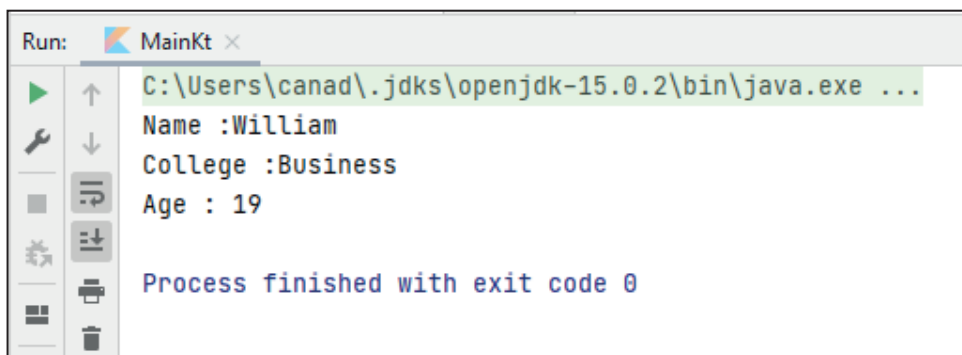 Run: MainKt
C:\Users\canad\.jdks\openjdk-15.0.2\bin\java.exe ...
Name :William
College :Business
Age : 19
Process finished with exit code 0